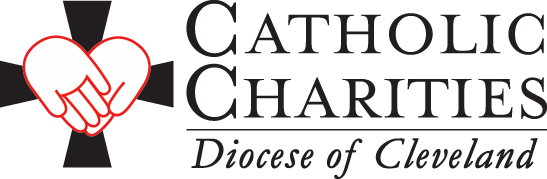 CATHOLIC
CHARITIES
Diocese of Cleveland